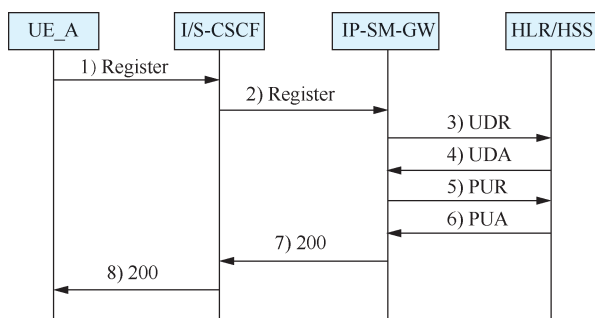 UE_A
I/S-CSCF
IP-SM-GW
HLR/HSS
1) Register
2) Register
3) UDR
4) UDA
5) PUR
6) PUA
7) 200
8) 200